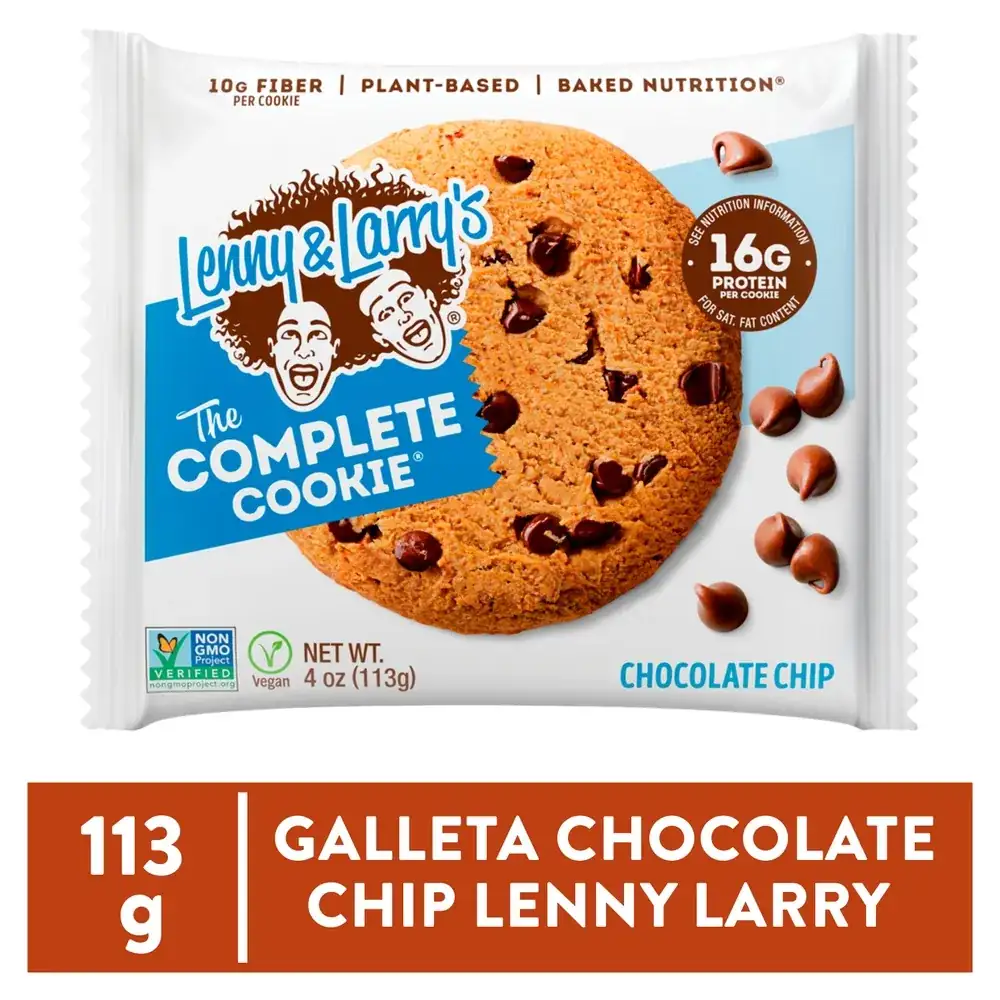 10G FIBER | PLANT-BASED | BAKED NUTRITION®
PER COOKIE
Lenny & Larry's®
The
COMPLETE
COOKIE®
SEE NUTRITION INFORMATION
16G
PROTEIN
PER COOKIE
FOR SAT. FAT CONTENT
NON
GMO
Project
VERIFIED
nongmoproject.org
V
Vegan
NET WT.
4 oz (113g)
CHOCOLATE CHIP
113
g
GALLETA CHOCOLATE
CHIP LENNY LARRY